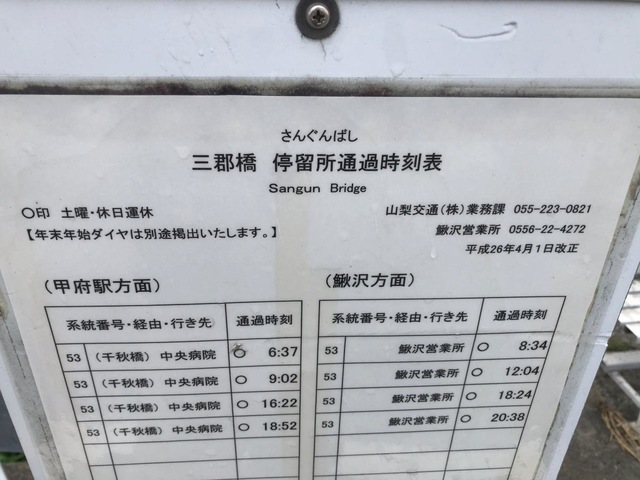 さんぐんばし
三郡橋 停留所通過時刻表
Sangun Bridge
〇印 土曜・休日運休
【年末年始ダイヤは別途掲出いたします。】
山梨交通(株)業務課 055-223-0821
鰍沢営業所 0556-22-4272
平成26年4月1日改正
(甲府駅方面)
系統番号・経由・行き先 通過時刻
53 (千秋橋) 中央病院 〇 6:37
53 (千秋橋) 中央病院 〇 9:02
53 (千秋橋) 中央病院 〇 16:22
53 (千秋橋) 中央病院 〇 18:52
(鰍沢方面)
系統番号・経由・行き先 通過時刻
53 鰍沢営業所 〇 8:34
53 鰍沢営業所 〇 12:04
53 鰍沢営業所 〇 18:24
53 鰍沢営業所 〇 20:38